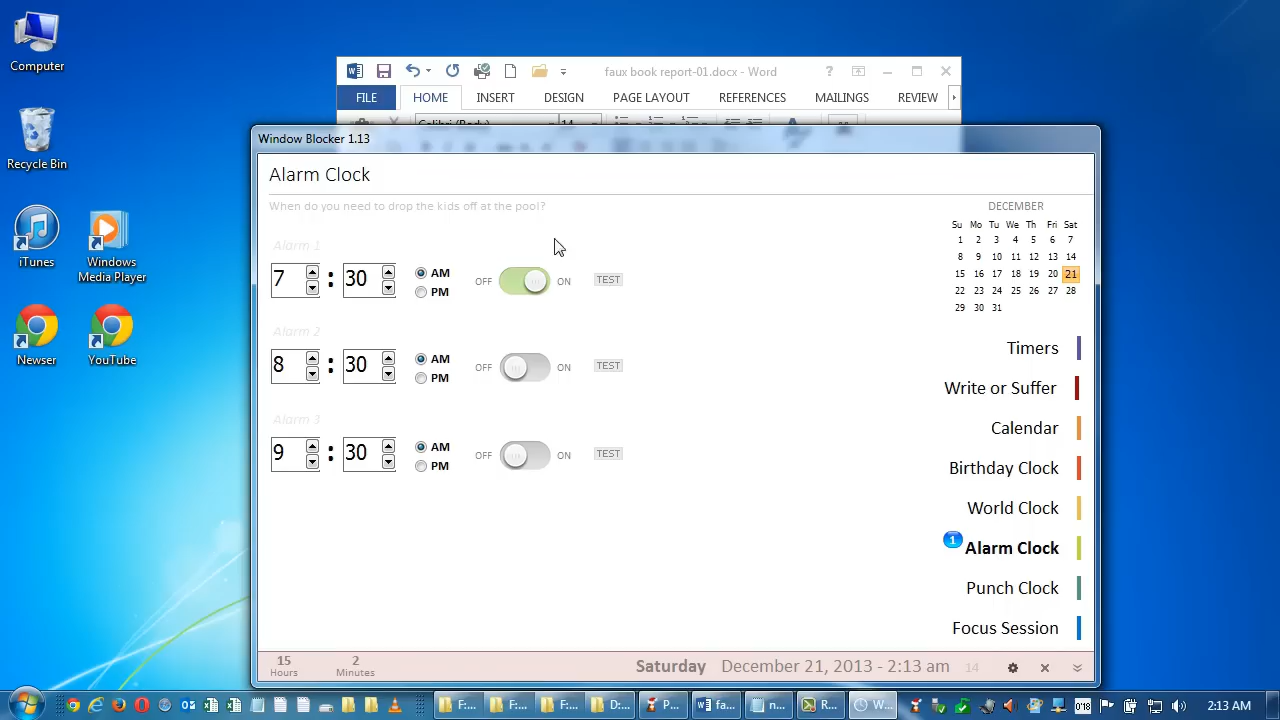 Computer
Recycle Bin
iTunes
Windows Media Player
Newser
YouTube
faux book report-01.docx - Word
?
FILE HOME INSERT DESIGN PAGE LAYOUT REFERENCES MAILINGS REVIEW
Calibri (Body) 14
Window Blocker 1.13
Alarm Clock
When do you need to drop the kids off at the pool?
Alarm 1
7 : 30 AM PM OFF ON TEST
Alarm 2
8 : 30 AM PM OFF ON TEST
Alarm 3
9 : 30 AM PM OFF ON TEST
DECEMBER
Su Mo Tu We Th Fri Sat
1 2 3 4 5 6 7
8 9 10 11 12 13 14
15 16 17 18 19 20 21
22 23 24 25 26 27 28
29 30 31
Timers
Write or Suffer
Calendar
Birthday Clock
World Clock
1 Alarm Clock
Punch Clock
Focus Session
15 Hours 2 Minutes
Saturday December 21, 2013 - 2:13 am 14
F:... F:... F:... D:... P... fa... n... R... W... 0'18 2:13 AM